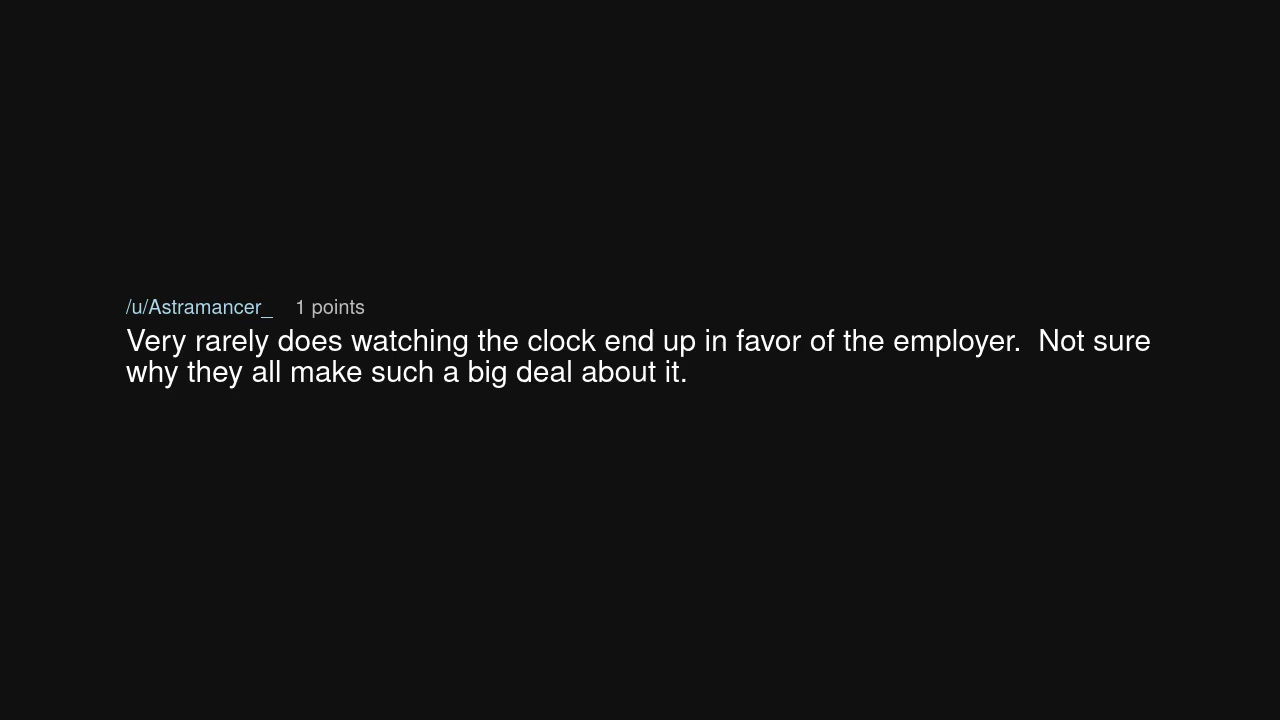 /u/Astramancer_ 1 points
Very rarely does watching the clock end up in favor of the employer.  Not sure
why they all make such a big deal about it.